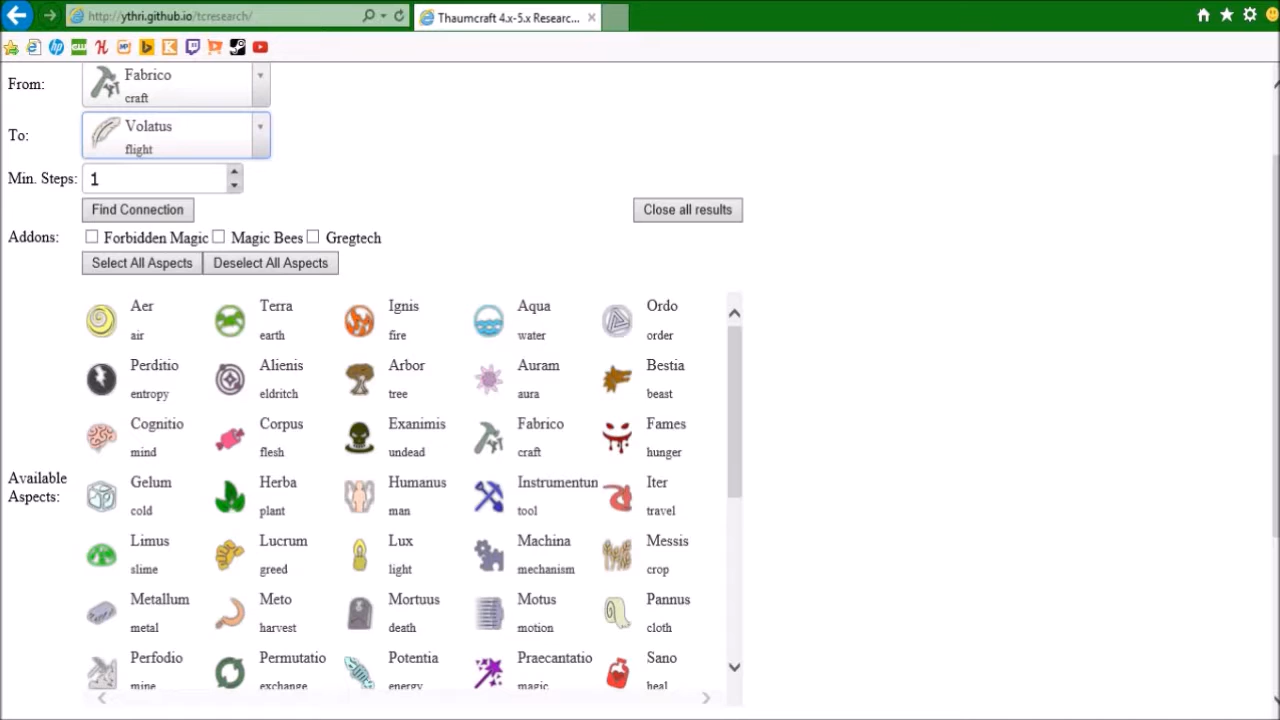 http://ythri.github.io/tcresearch/
Thaumcraft 4.x-5.x Researc...
From:
Fabrico
craft
To:
Volatus
flight
Min. Steps:
1
Find Connection
Close all results
Addons:
Forbidden Magic
Magic Bees
Gregtech
Select All Aspects
Deselect All Aspects
Available Aspects:
Aer Terra Ignis Aqua Ordo
air earth fire water order
Perditio Alienis Arbor Auram Bestia
entropy eldritch tree aura beast
Cognitio Corpus Exanimis Fabrico Fames
mind flesh undead craft hunger
Gelum Herba Humanus Instrumentun Iter
cold plant man tool travel
Limus Lucrum Lux Machina Messis
slime greed light mechanism crop
Metallum Meto Mortuus Motus Pannus
metal harvest death motion cloth
Perfodio Permutatio Potentia Praecantatio Sano
mine exchange energy magic heal